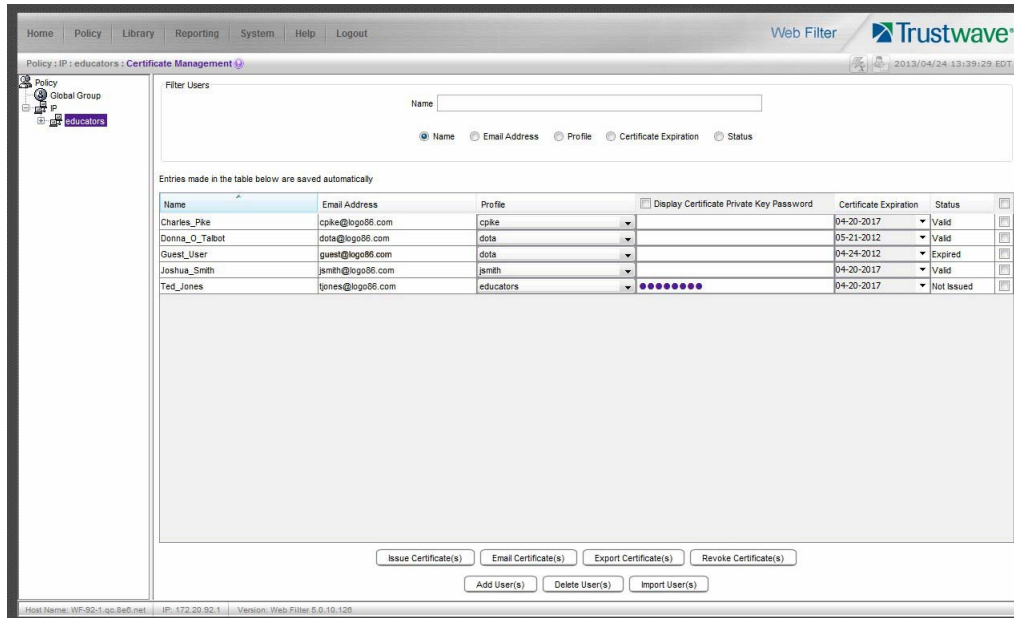 Home Policy Library Reporting System Help Logout
Web Filter Trustwave®
Policy : IP : educators : Certificate Management
2013/04/24 13:39:29 EDT
Policy
Global Group
IP
educators
Filter Users
Name
Name Email Address Profile Certificate Expiration Status
Entries made in the table below are saved automatically
Name Email Address Profile Display Certificate Private Key Password Certificate Expiration Status
Charles_Pike cpike@logo86.com cpike 04-20-2017 Valid
Donna_O_Talbot dota@logo86.com dota 05-21-2012 Valid
Guest_User guest@logo86.com dota 04-24-2012 Expired
Joshua_Smith jsmith@logo86.com jsmith 04-20-2017 Valid
Ted_Jones tjones@logo86.com educators ●●●●●●●● 04-20-2017 Not Issued
Issue Certificate(s) Email Certificate(s) Export Certificate(s) Revoke Certificate(s)
Add User(s) Delete User(s) Import User(s)
Host Name: WF-92-1.qc.8e6.net IP: 172.20.92.1 Version: Web Filter 5.0.10.126